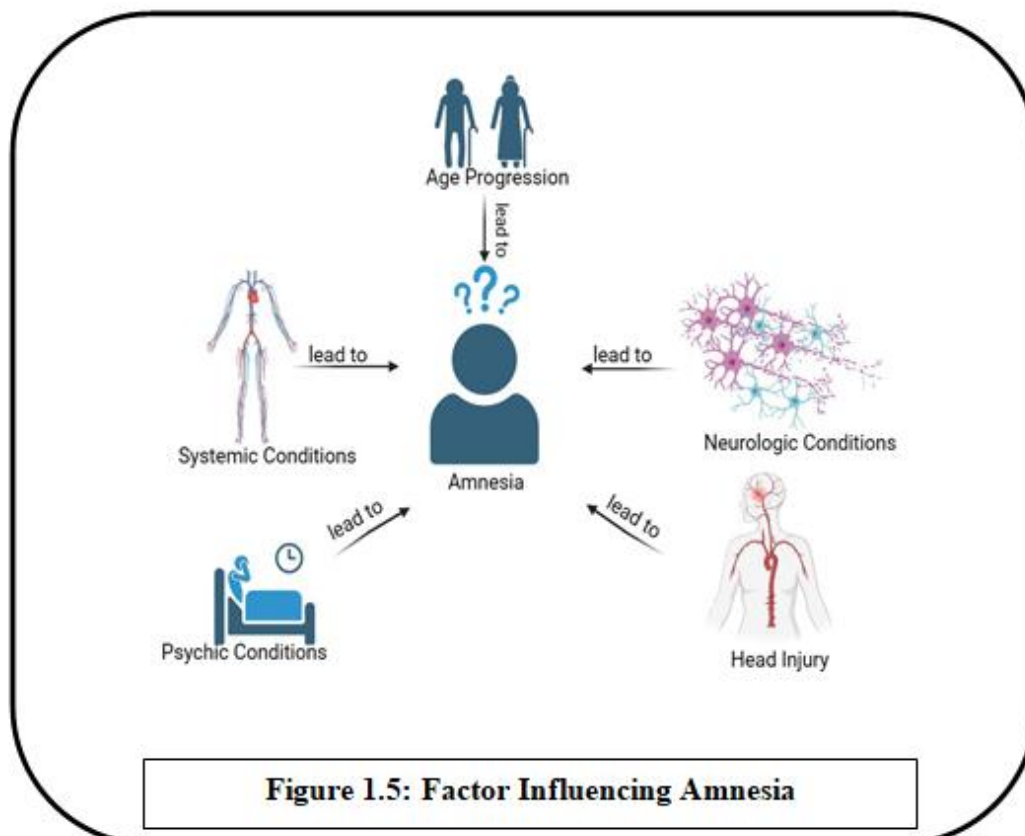 Age Progression
lead to
lead to
lead to
Systemic Conditions
Neurologic Conditions
Amnesia
lead to
lead to
Psychic Conditions
Head Injury
Figure 1.5: Factor Influencing Amnesia